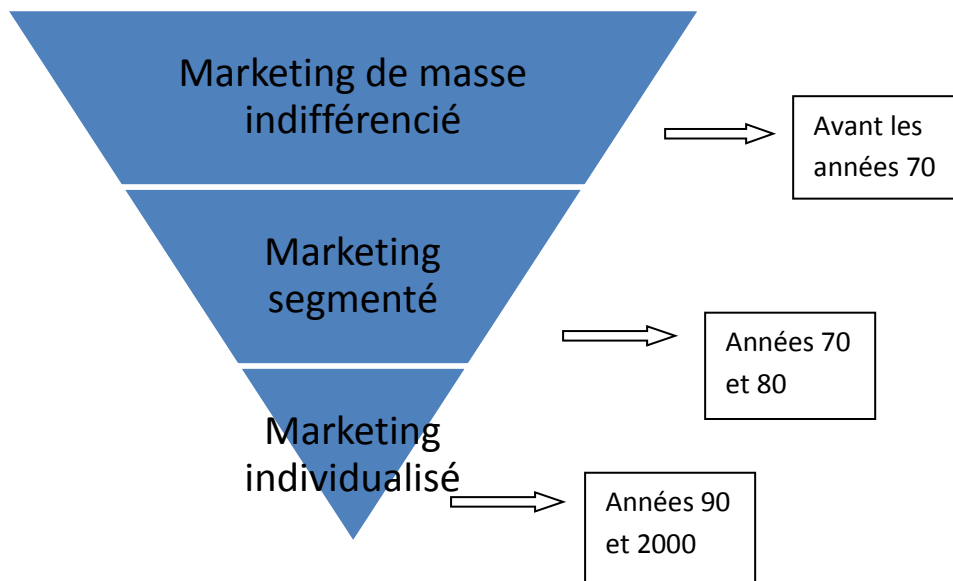 Marketing de masse
indifférencié
Avant les
années 70
Marketing
segmenté
Années 70
et 80
Marketing
individualisé
Années 90
et 2000